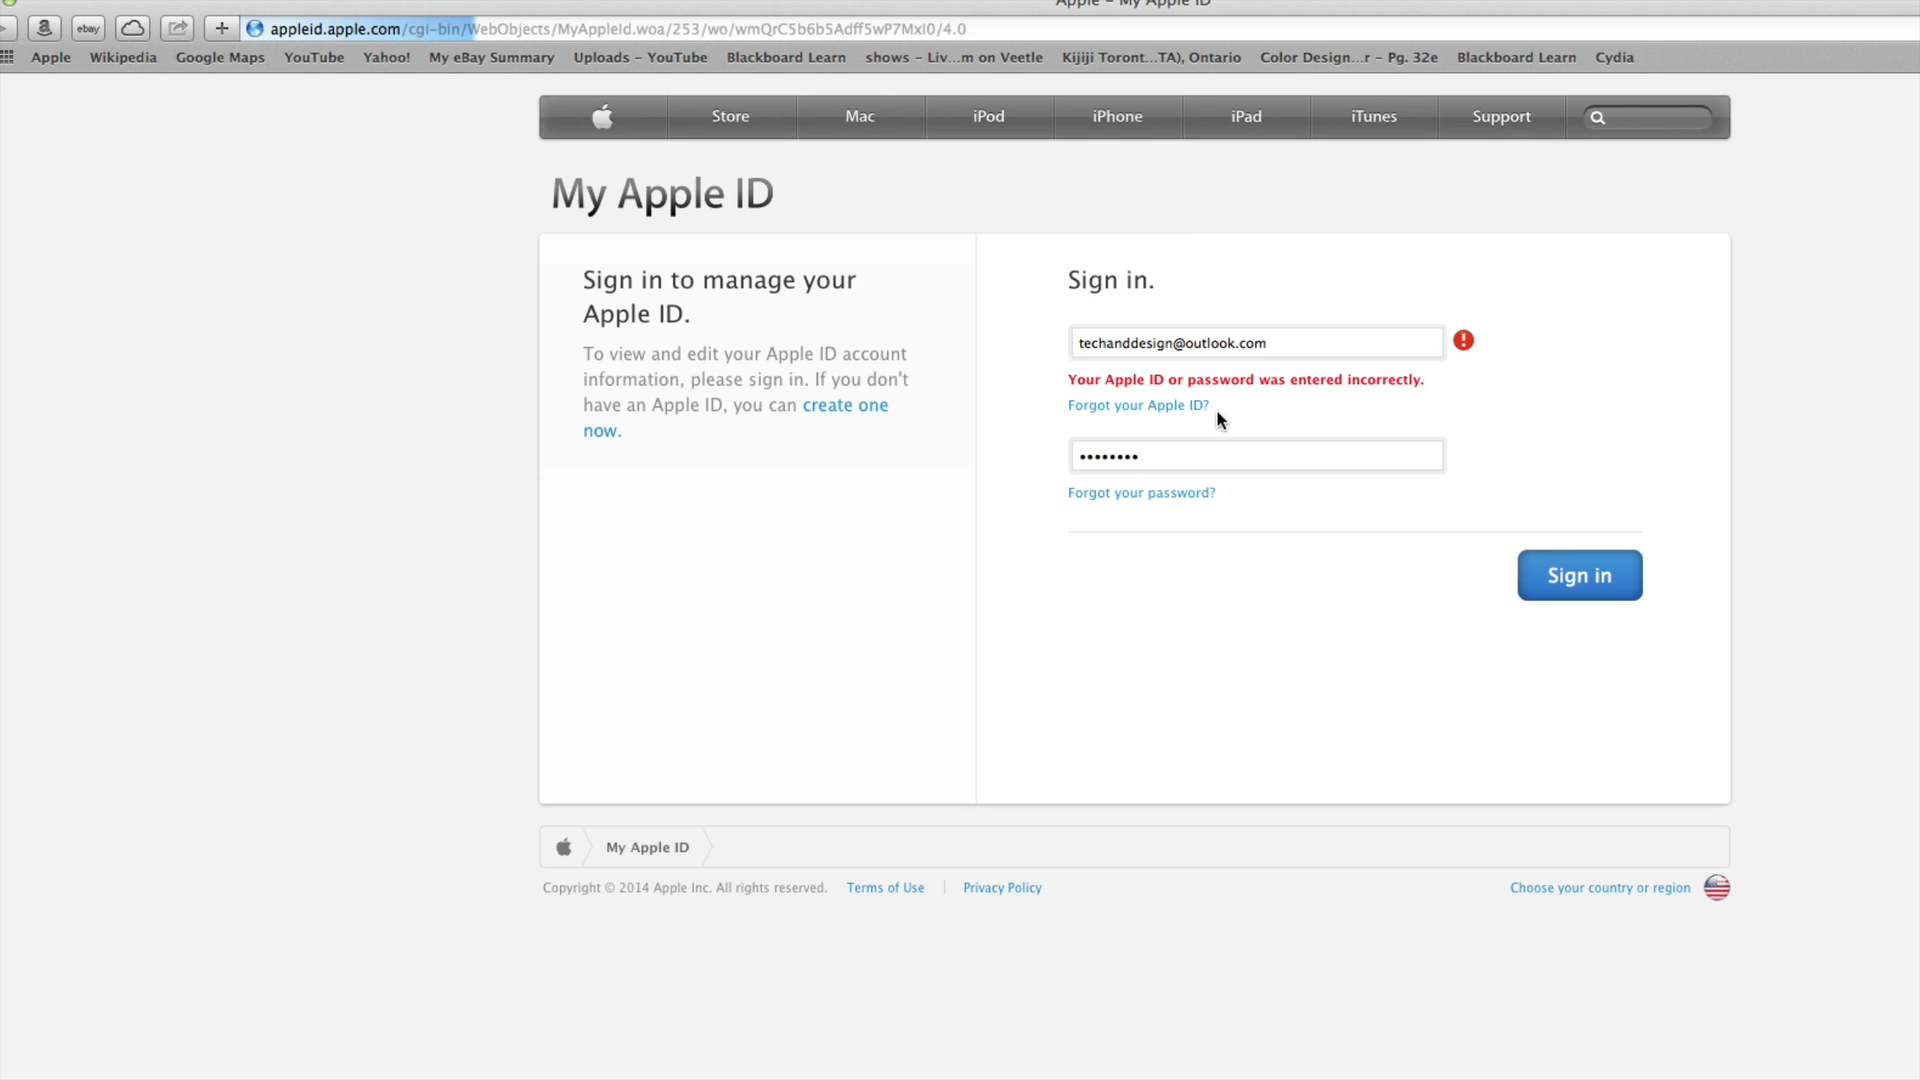 Apple - My Apple ID
ebay
appleid.apple.com/cgi-bin/WebObjects/MyAppleId.woa/253/wo/wmQrC5b6b5Adff5wP7MxI0/4.0
Apple Wikipedia Google Maps YouTube Yahoo! My eBay Summary Uploads - YouTube Blackboard Learn shows - Liv...m on Veetle Kijiji Toront...TA), Ontario Color Design...r - Pg. 32e Blackboard Learn Cydia
Store Mac iPod iPhone iPad iTunes Support
My Apple ID
Sign in to manage your
Apple ID.
To view and edit your Apple ID account
information, please sign in. If you don't
have an Apple ID, you can create one
now.
Sign in.
techanddesign@outlook.com
Your Apple ID or password was entered incorrectly.
Forgot your Apple ID?
Forgot your password?
Sign in
My Apple ID
Copyright © 2014 Apple Inc. All rights reserved. Terms of Use | Privacy Policy
Choose your country or region